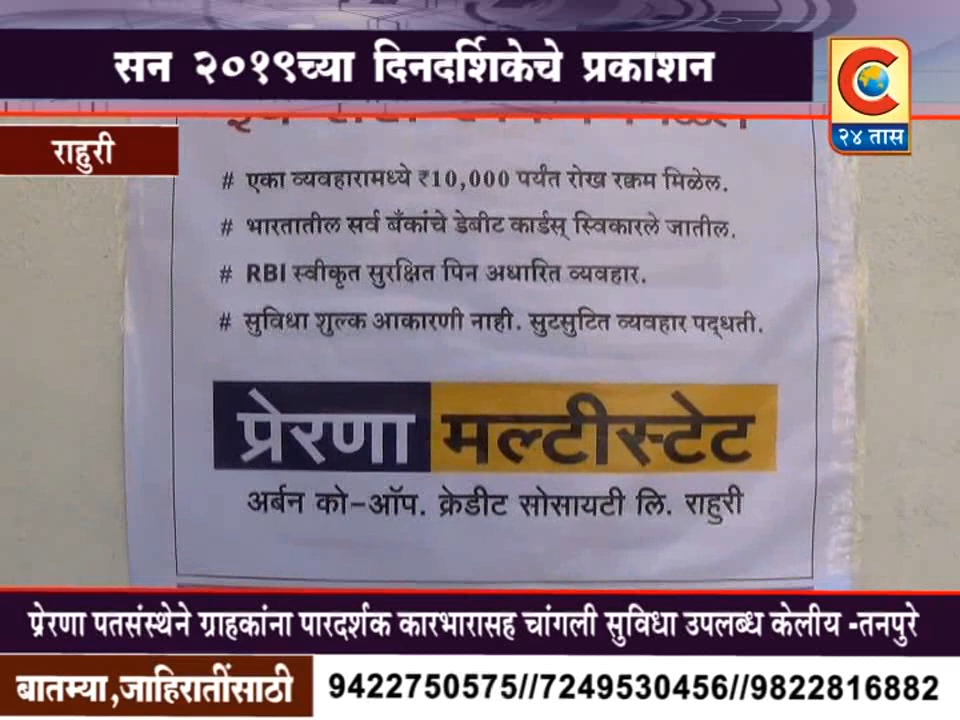 सन २०१९च्या दिनदर्शिकेचे प्रकाशन
C
२४ तास
राहुरी
# एका व्यवहारामध्ये ₹10,000 पर्यंत रोख रक्कम मिळेल.
# भारतातील सर्व बँकांचे डेबीट कार्डस् स्विकारले जातील.
# RBI स्वीकृत सुरक्षित पिन अधारित व्यवहार.
# सुविधा शुल्क आकारणी नाही. सुटसुटित व्यवहार पद्धती.
प्रेरणा मल्टीस्टेट
अर्बन को-ऑप. क्रेडीट सोसायटी लि. राहुरी
प्रेरणा पतसंस्थेने ग्राहकांना पारदर्शक कारभारासह चांगली सुविधा उपलब्ध केलीय -तनपुरे
बातम्या,जाहिरातींसाठी 9422750575//7249530456//9822816882